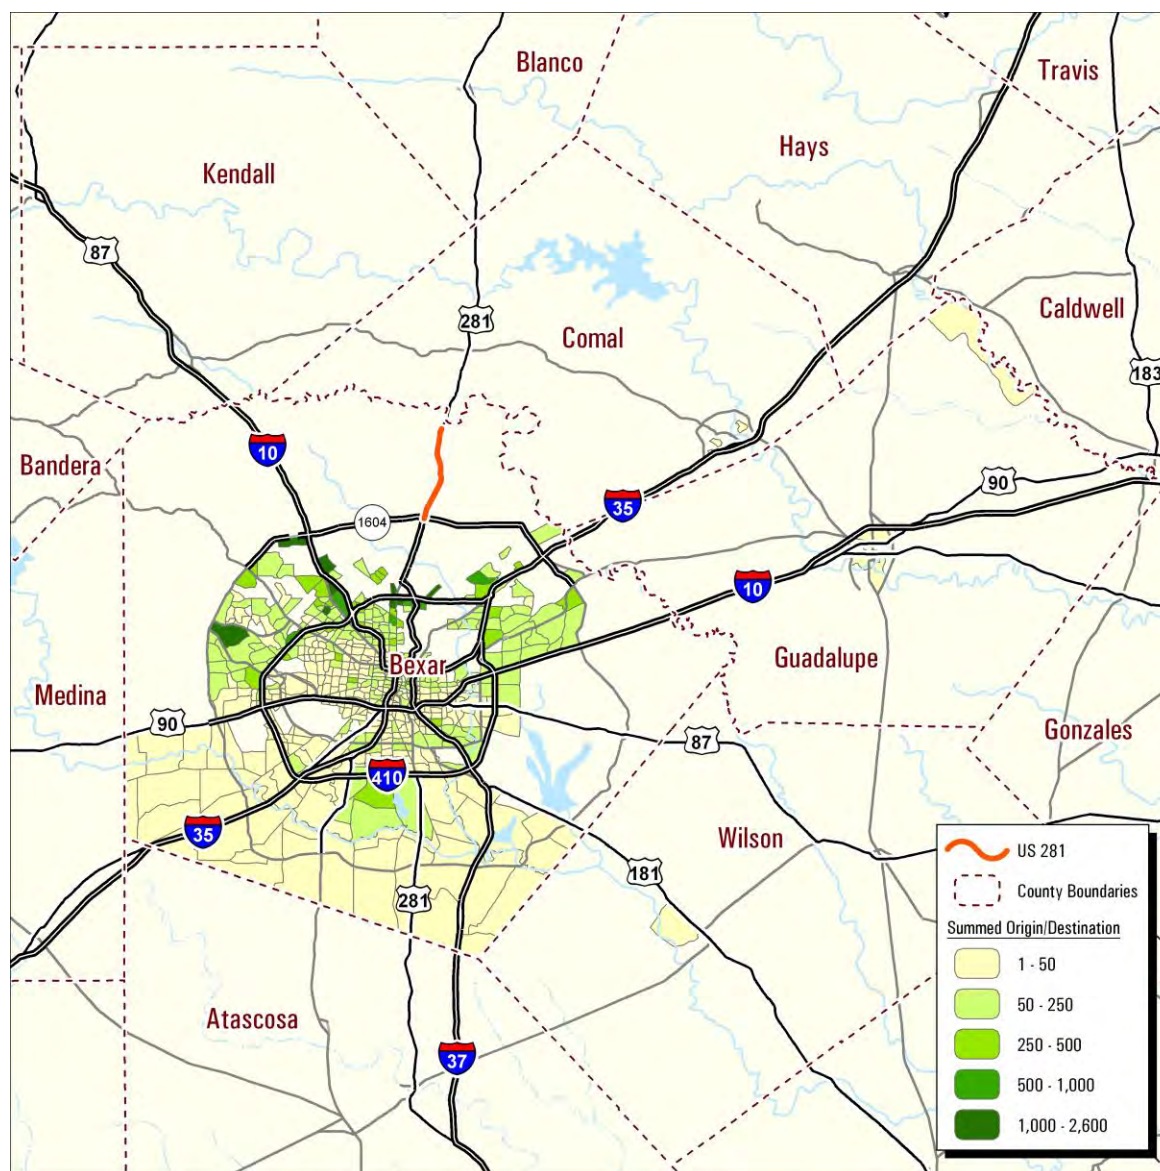 Blanco
Travis
Hays
Kendall
87
281
Comal
Caldwell
183
10
Bandera
90
35
1604
10
Bexar
Guadalupe
Medina
90
87
Gonzales
410
35
Wilson
181
281
US 281
County Boundaries
Summed Origin/Destination
1 - 50
50 - 250
250 - 500
500 - 1,000
1,000 - 2,600
Atascosa
37